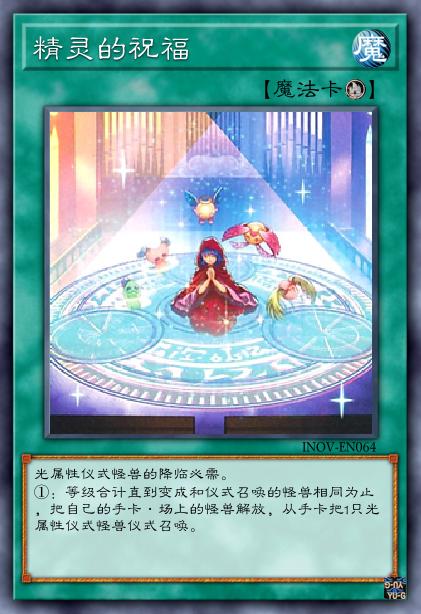 精灵的祝福
魔
【魔法卡】
INOV-EN064
光属性仪式怪兽的降临必需。
①：等级合计直到变成和仪式召唤的怪兽相同为止
，把自己的手卡·场上的怪兽解放，从手卡把1只光
属性仪式怪兽仪式召唤。